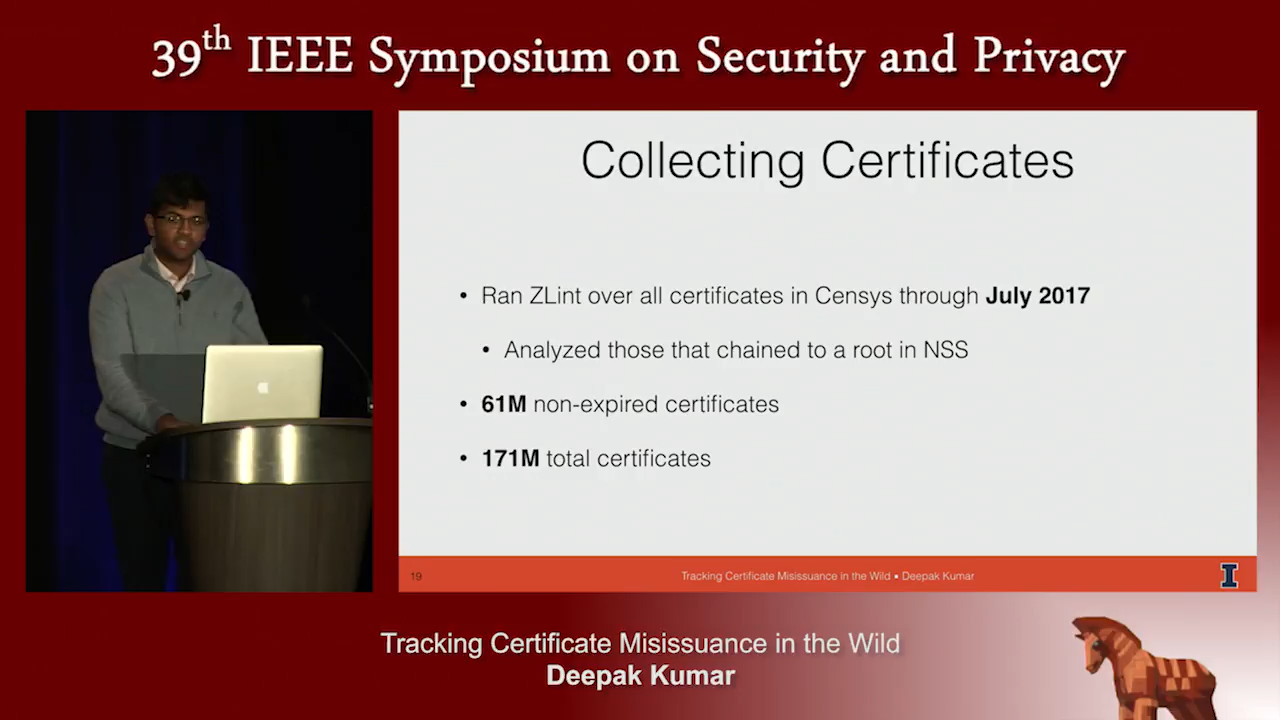 39th IEEE Symposium on Security and Privacy
Collecting Certificates
• Ran ZLint over all certificates in Censys through July 2017
• Analyzed those that chained to a root in NSS
• 61M non-expired certificates
• 171M total certificates
19
Tracking Certificate Misissuance in the Wild ▪ Deepak Kumar
I
Tracking Certificate Misissuance in the Wild
Deepak Kumar